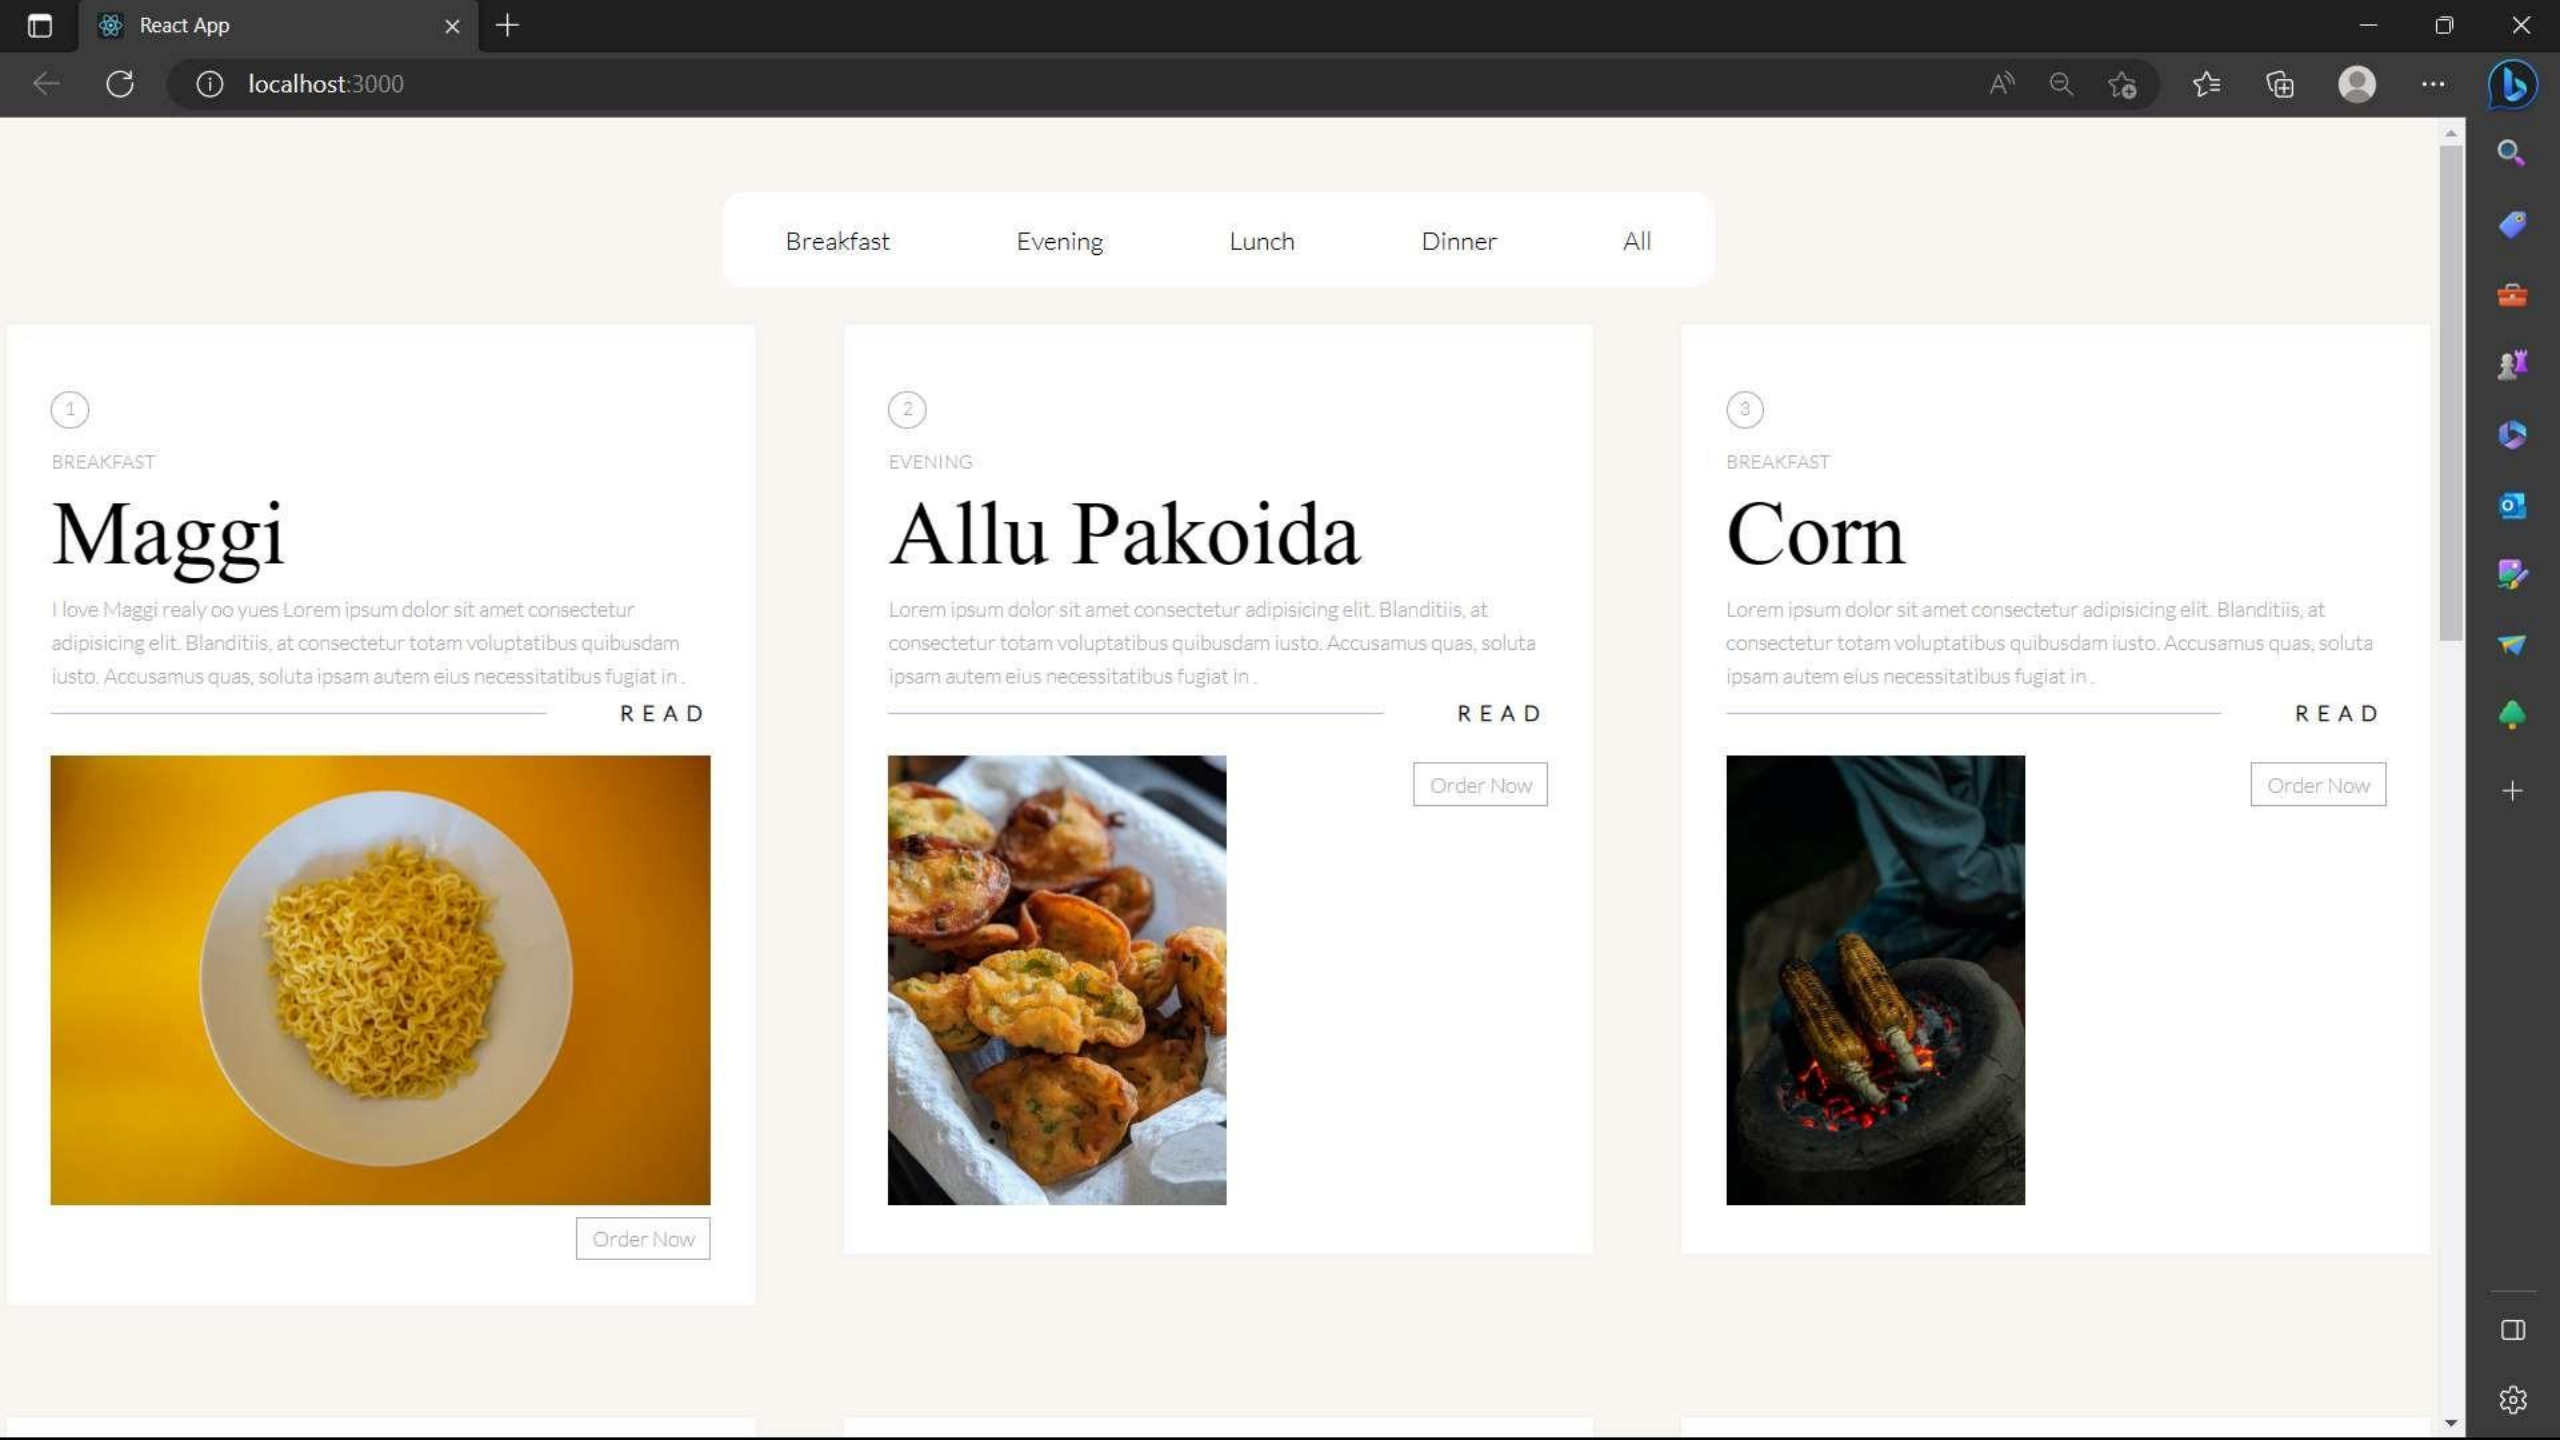 React App
localhost:3000
Breakfast Evening Lunch Dinner All
1
BREAKFAST
Maggi
I love Maggi realy oo yues Lorem ipsum dolor sit amet consectetur
adipisicing elit. Blanditiis, at consectetur totam voluptatibus quibusdam
iusto. Accusamus quas, soluta ipsam autem eius necessitatibus fugiat in .
READ
Order Now
2
EVENING
Allu Pakoida
Lorem ipsum dolor sit amet consectetur adipisicing elit. Blanditiis, at
consectetur totam voluptatibus quibusdam iusto. Accusamus quas, soluta
ipsam autem eius necessitatibus fugiat in .
READ
Order Now
3
BREAKFAST
Corn
Lorem ipsum dolor sit amet consectetur adipisicing elit. Blanditiis, at
consectetur totam voluptatibus quibusdam iusto. Accusamus quas, soluta
ipsam autem eius necessitatibus fugiat in .
READ
Order Now